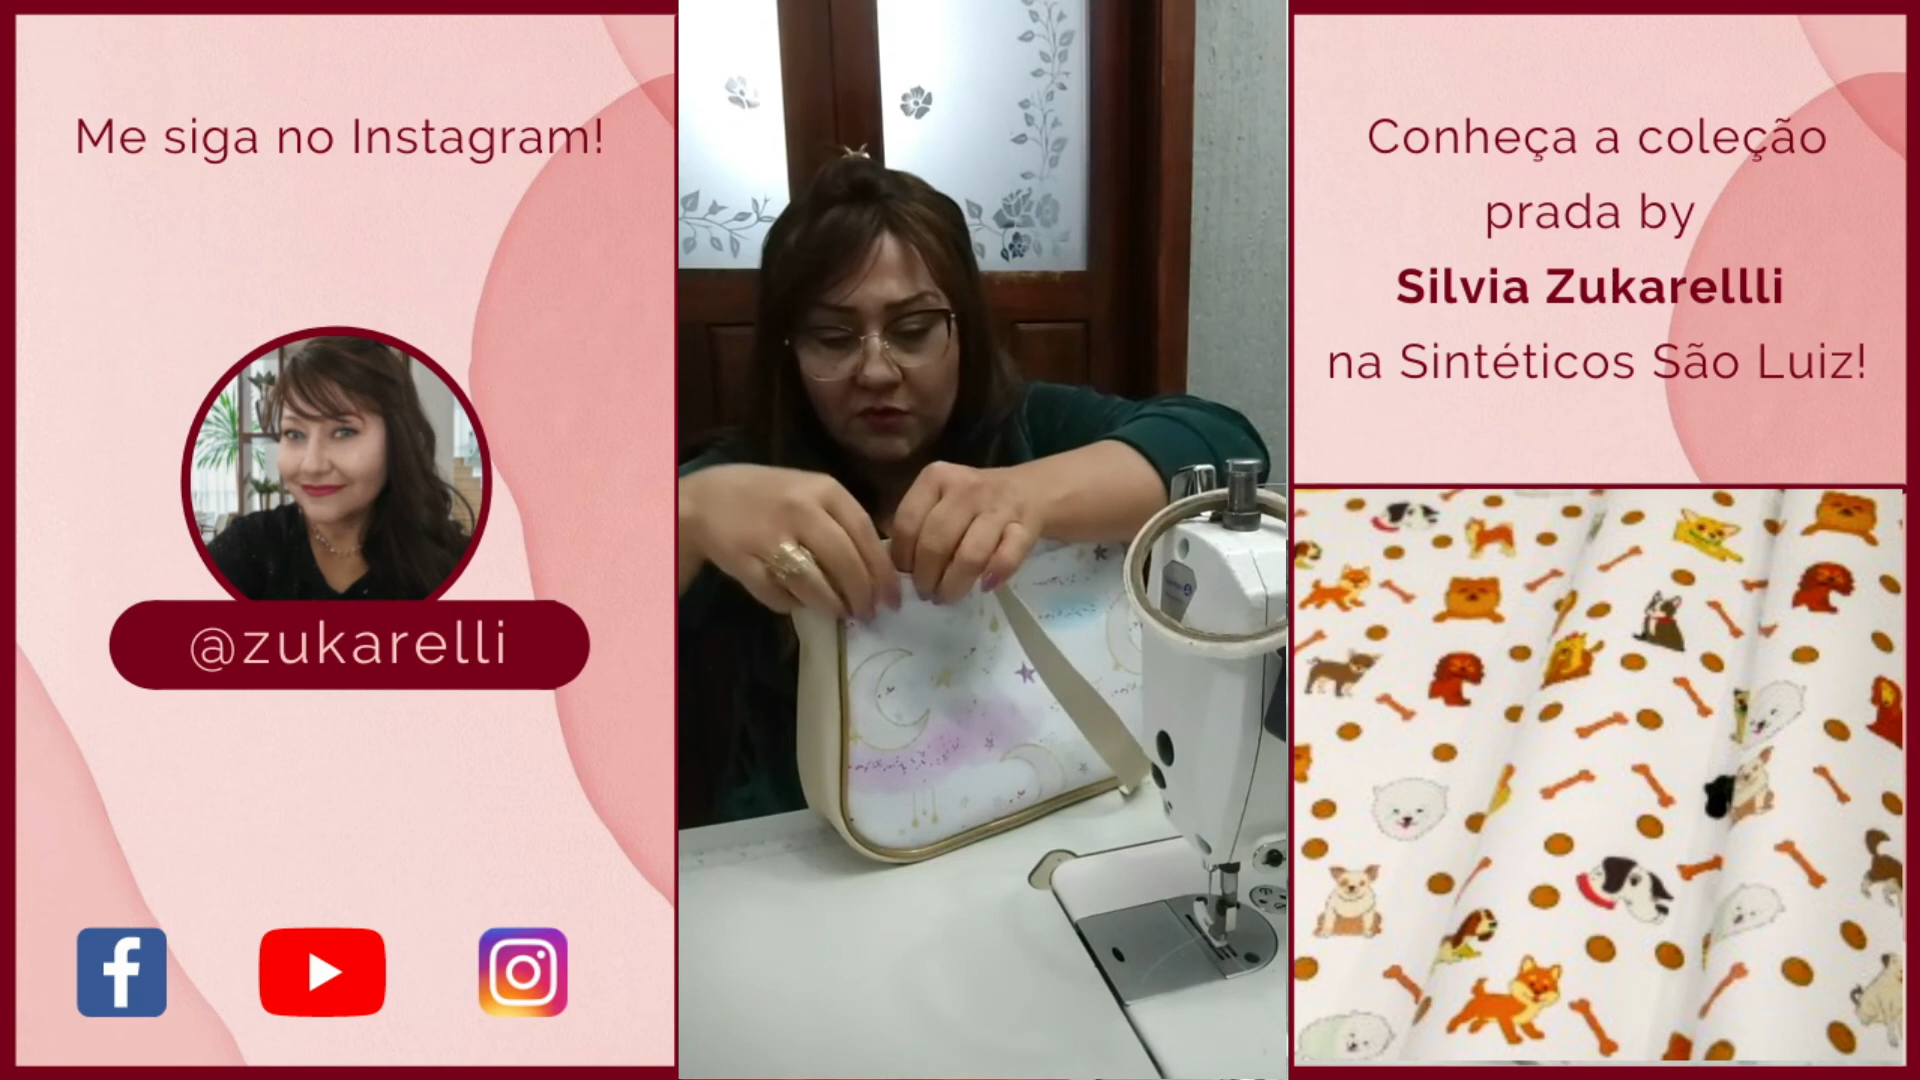 Me siga no Instagram!
@zukarelli
Conheça a coleção
prada by
Silvia Zukarellli
na Sintéticos São Luiz!